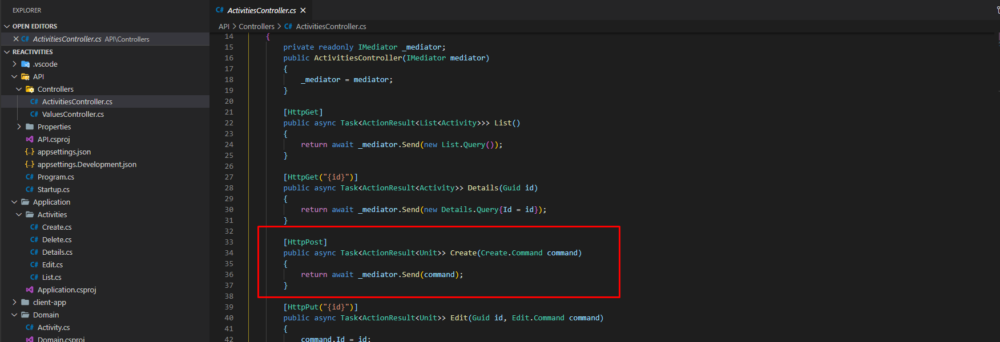 EXPLORER
OPEN EDITORS
C# ActivitiesController.cs API\Controllers
REACTIVITIES
.vscode
API
Controllers
C# ActivitiesController.cs
C# ValuesController.cs
Properties
API.csproj
{..} appsettings.json
{..} appsettings.Development.json
C# Program.cs
C# Startup.cs
Application
Activities
C# Create.cs
C# Delete.cs
C# Details.cs
C# Edit.cs
C# List.cs
Application.csproj
client-app
Domain
C# Activity.cs
Domain.csproj
C# ActivitiesController.cs
API > Controllers > C# ActivitiesController.cs
14 {
15 private readonly IMediator _mediator;
16 public ActivitiesController(IMediator mediator)
17 {
18 _mediator = mediator;
19 }
20
21 [HttpGet]
22 public async Task<ActionResult<List<Activity>>> List()
23 {
24 return await _mediator.Send(new List.Query());
25 }
26
27 [HttpGet("{id}")]
28 public async Task<ActionResult<Activity>> Details(Guid id)
29 {
30 return await _mediator.Send(new Details.Query{Id = id});
31 }
32
33 [HttpPost]
34 public async Task<ActionResult<Unit>> Create(Create.Command command)
35 {
36 return await _mediator.Send(command);
37 }
38
39 [HttpPut("{id}")]
40 public async Task<ActionResult<Unit>> Edit(Guid id, Edit.Command command)
41 {
42 command.Id = id;